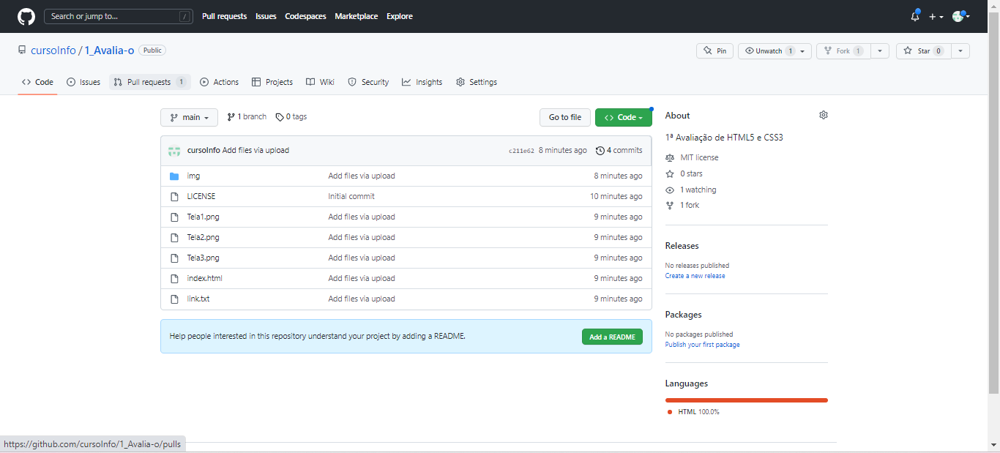 Search or jump to... /
Pull requests Issues Codespaces Marketplace Explore
cursoInfo / 1_Avalia-o Public
Pin Unwatch 1 Fork 1 Star 0
Code Issues Pull requests 1 Actions Projects Wiki Security Insights Settings
main 1 branch 0 tags Go to file Code
cursoInfo Add files via upload c211e62 8 minutes ago 4 commits
img Add files via upload 8 minutes ago
LICENSE Initial commit 10 minutes ago
Tela1.png Add files via upload 9 minutes ago
Tela2.png Add files via upload 9 minutes ago
Tela3.png Add files via upload 9 minutes ago
index.html Add files via upload 9 minutes ago
link.txt Add files via upload 9 minutes ago
Help people interested in this repository understand your project by adding a README. Add a README
About
1ª Avaliação de HTML5 e CSS3
MIT license
0 stars
1 watching
1 fork
Releases
No releases published
Create a new release
Packages
No packages published
Publish your first package
Languages
HTML 100.0%
https://github.com/cursoInfo/1_Avalia-o/pulls